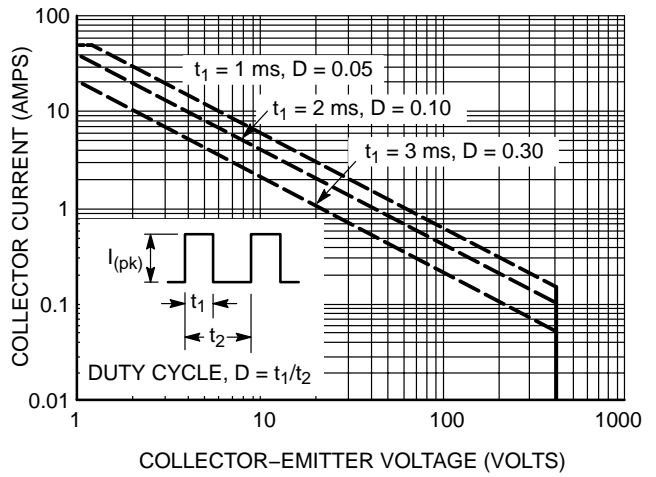 100
10
1
0.1
0.01
COLLECTOR CURRENT (AMPS)
t1 = 1 ms, D = 0.05
t1 = 2 ms, D = 0.10
t1 = 3 ms, D = 0.30
I(pk)
t1
t2
DUTY CYCLE, D = t1/t2
1 10 100 1000
COLLECTOR−EMITTER VOLTAGE (VOLTS)